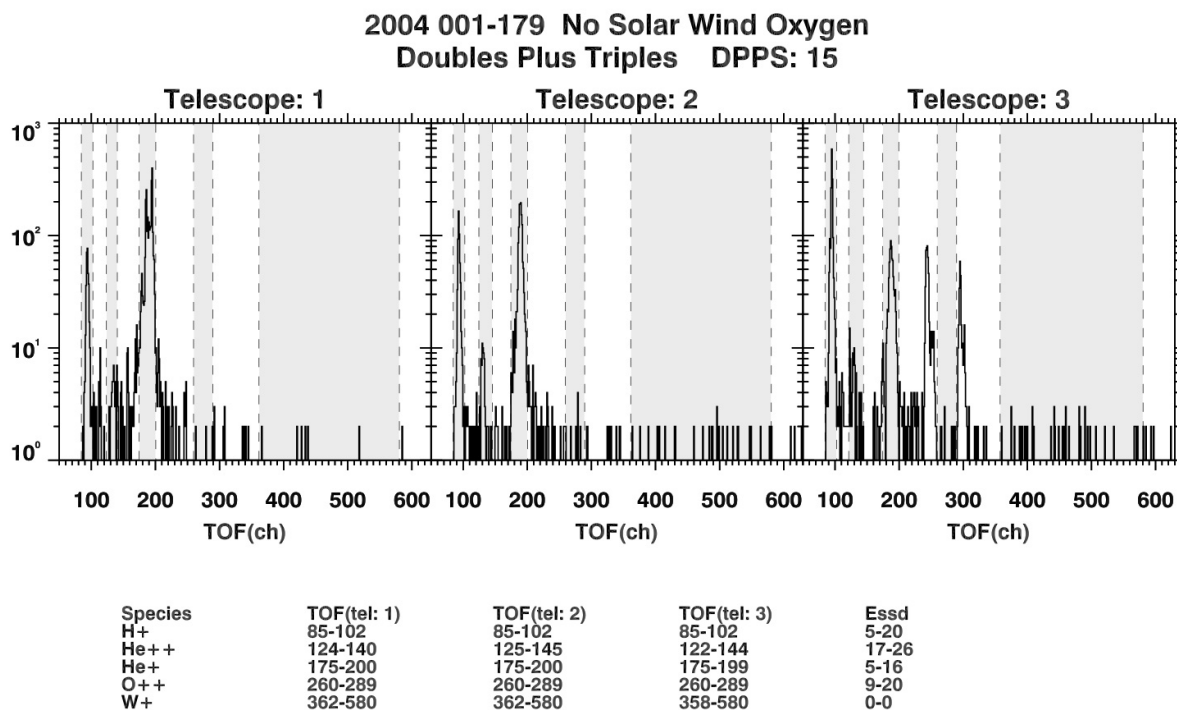 2004 001-179 No Solar Wind Oxygen
Doubles Plus Triples DPPS: 15
Telescope: 1 Telescope: 2 Telescope: 3
10³
10²
10¹
10⁰
100 200 300 400 500 600 100 200 300 400 500 600 100 200 300 400 500 600
TOF(ch) TOF(ch) TOF(ch)
Species TOF(tel: 1) TOF(tel: 2) TOF(tel: 3) Essd
H+ 85-102 85-102 85-102 5-20
He++ 124-140 125-145 122-144 17-26
He+ 175-200 175-200 175-199 5-16
O++ 260-289 260-289 260-289 9-20
W+ 362-580 362-580 358-580 0-0